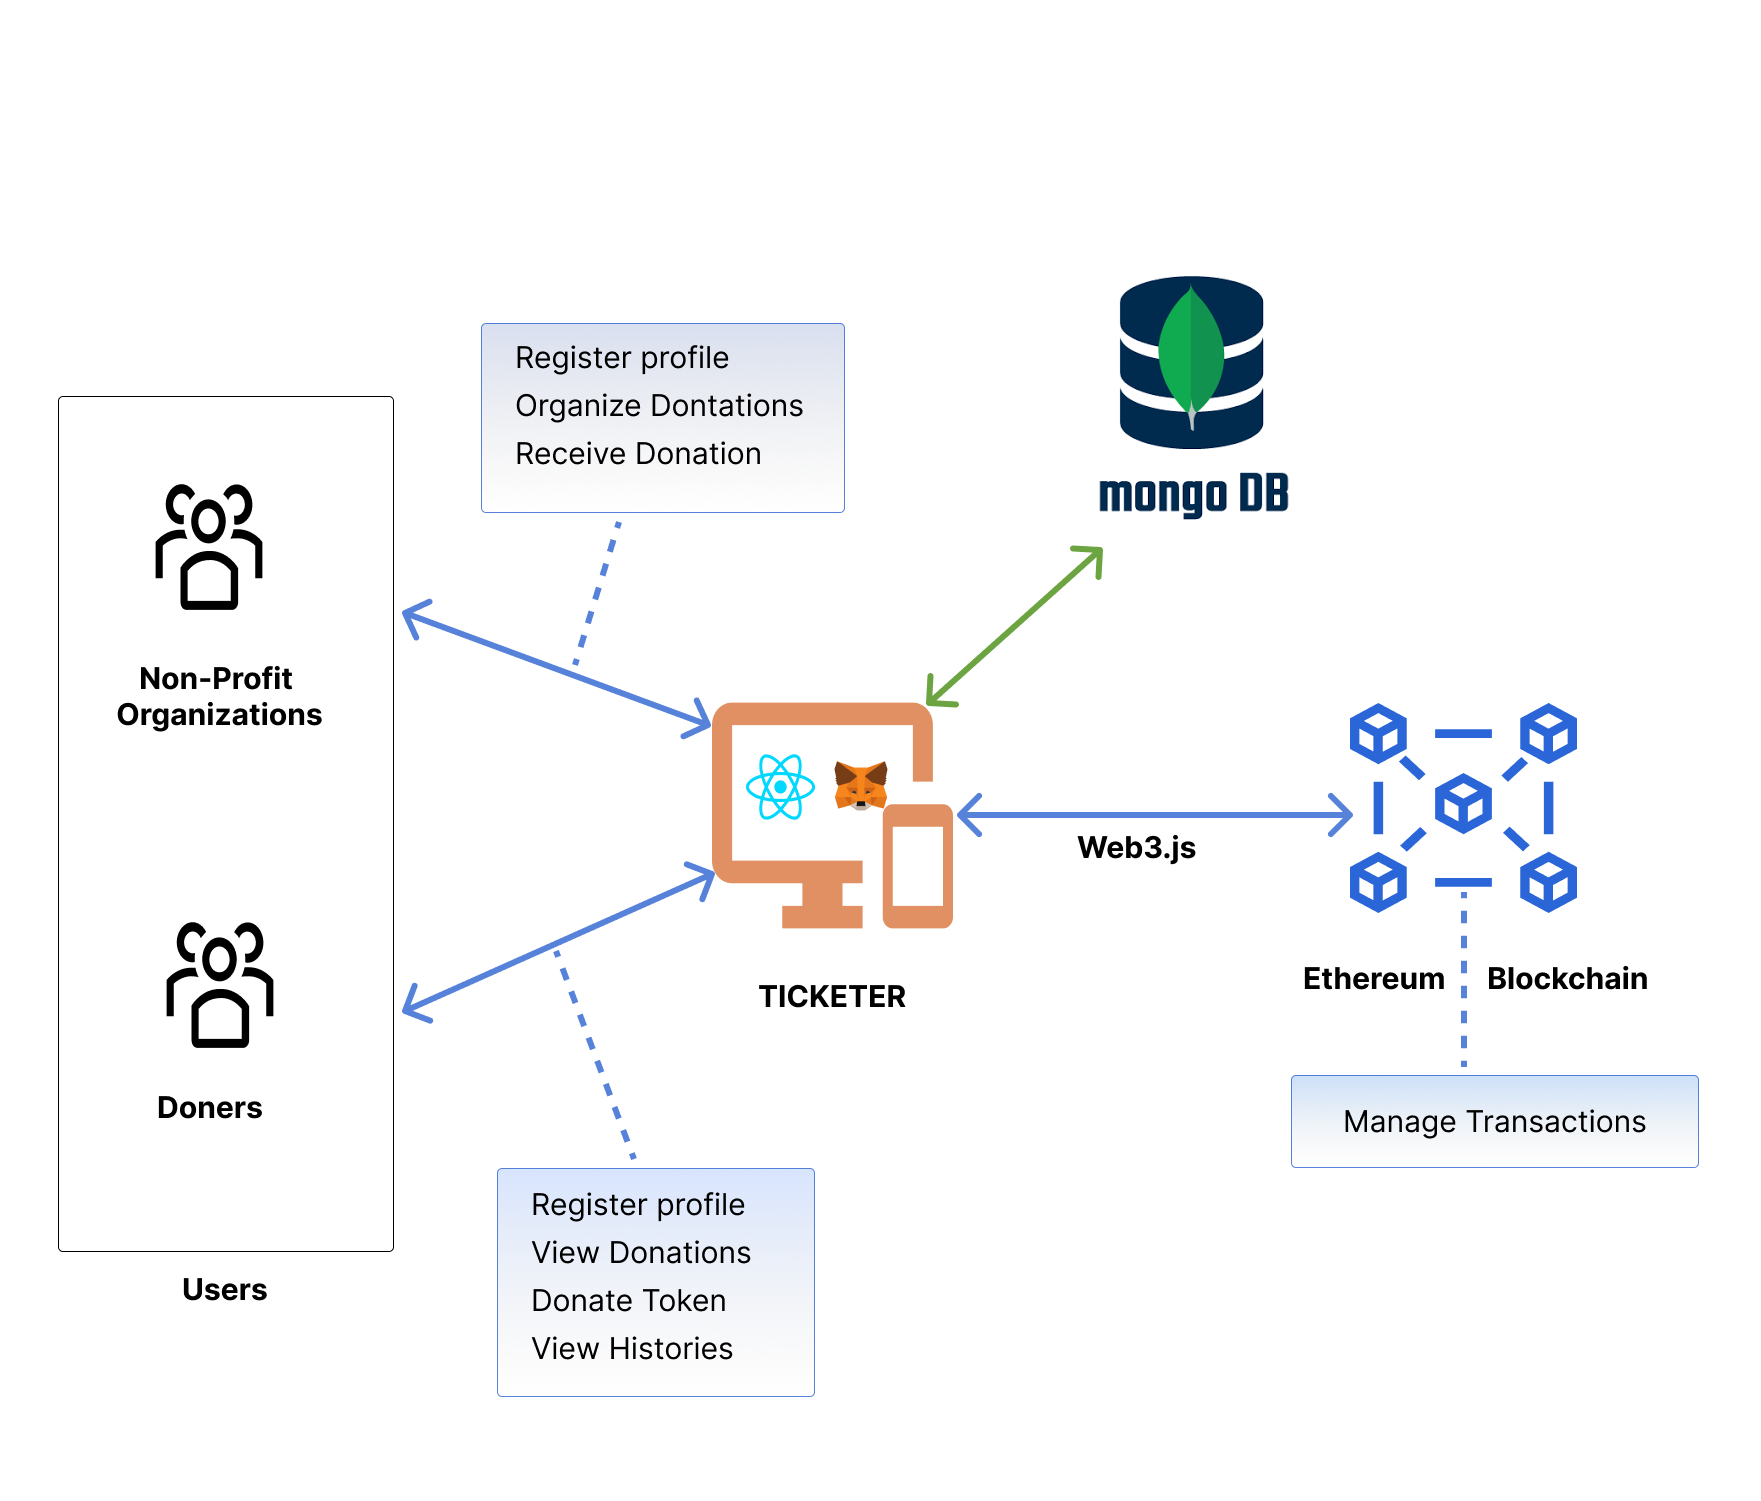 Register profile
Organize Dontations
Receive Donation
mongo DB
Non-Profit
Organizations
Web3.js
Ethereum Blockchain
TICKETER
Doners
Manage Transactions
Register profile
View Donations
Donate Token
View Histories
Users